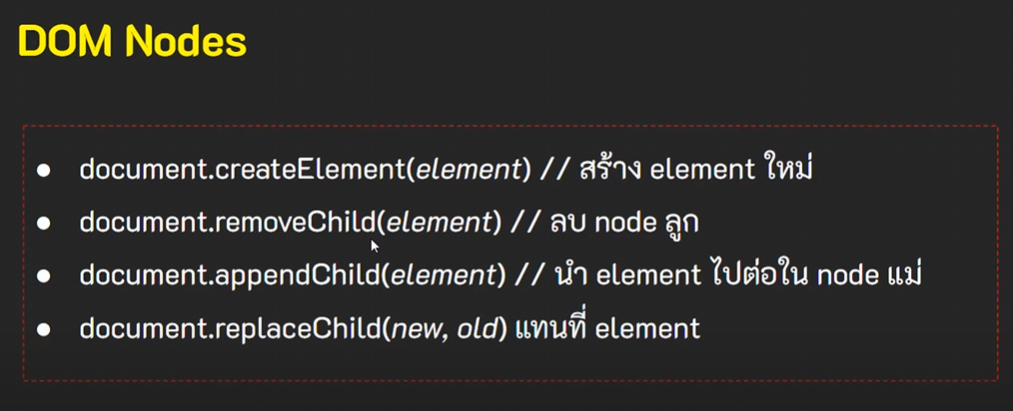 DOM Nodes
● document.createElement(element) // สร้าง element ใหม่
● document.removeChild(element) // ลบ node ลูก
● document.appendChild(element) // นำ element ไปต่อใน node แม่
● document.replaceChild(new, old) แทนที่ element